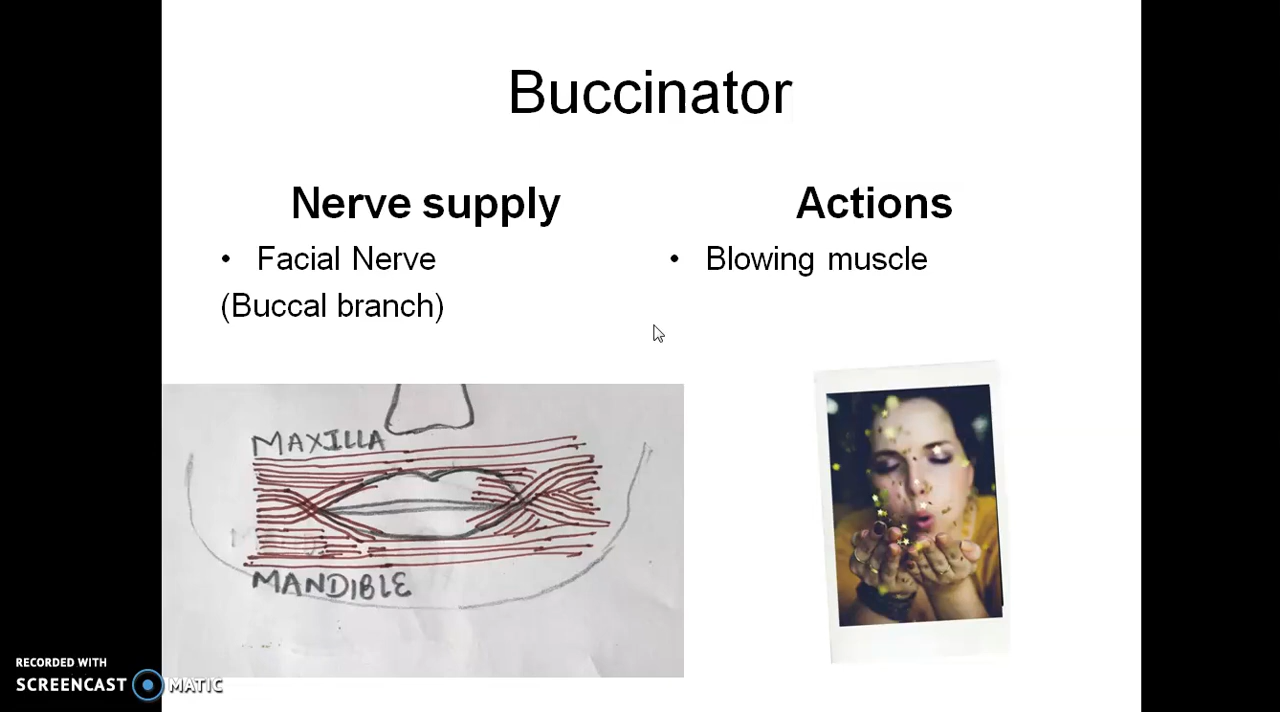 Buccinator
Nerve supply
• Facial Nerve
(Buccal branch)
Actions
• Blowing muscle
MAXILLA
MANDIBLE
RECORDED WITH
SCREENCAST MATIC